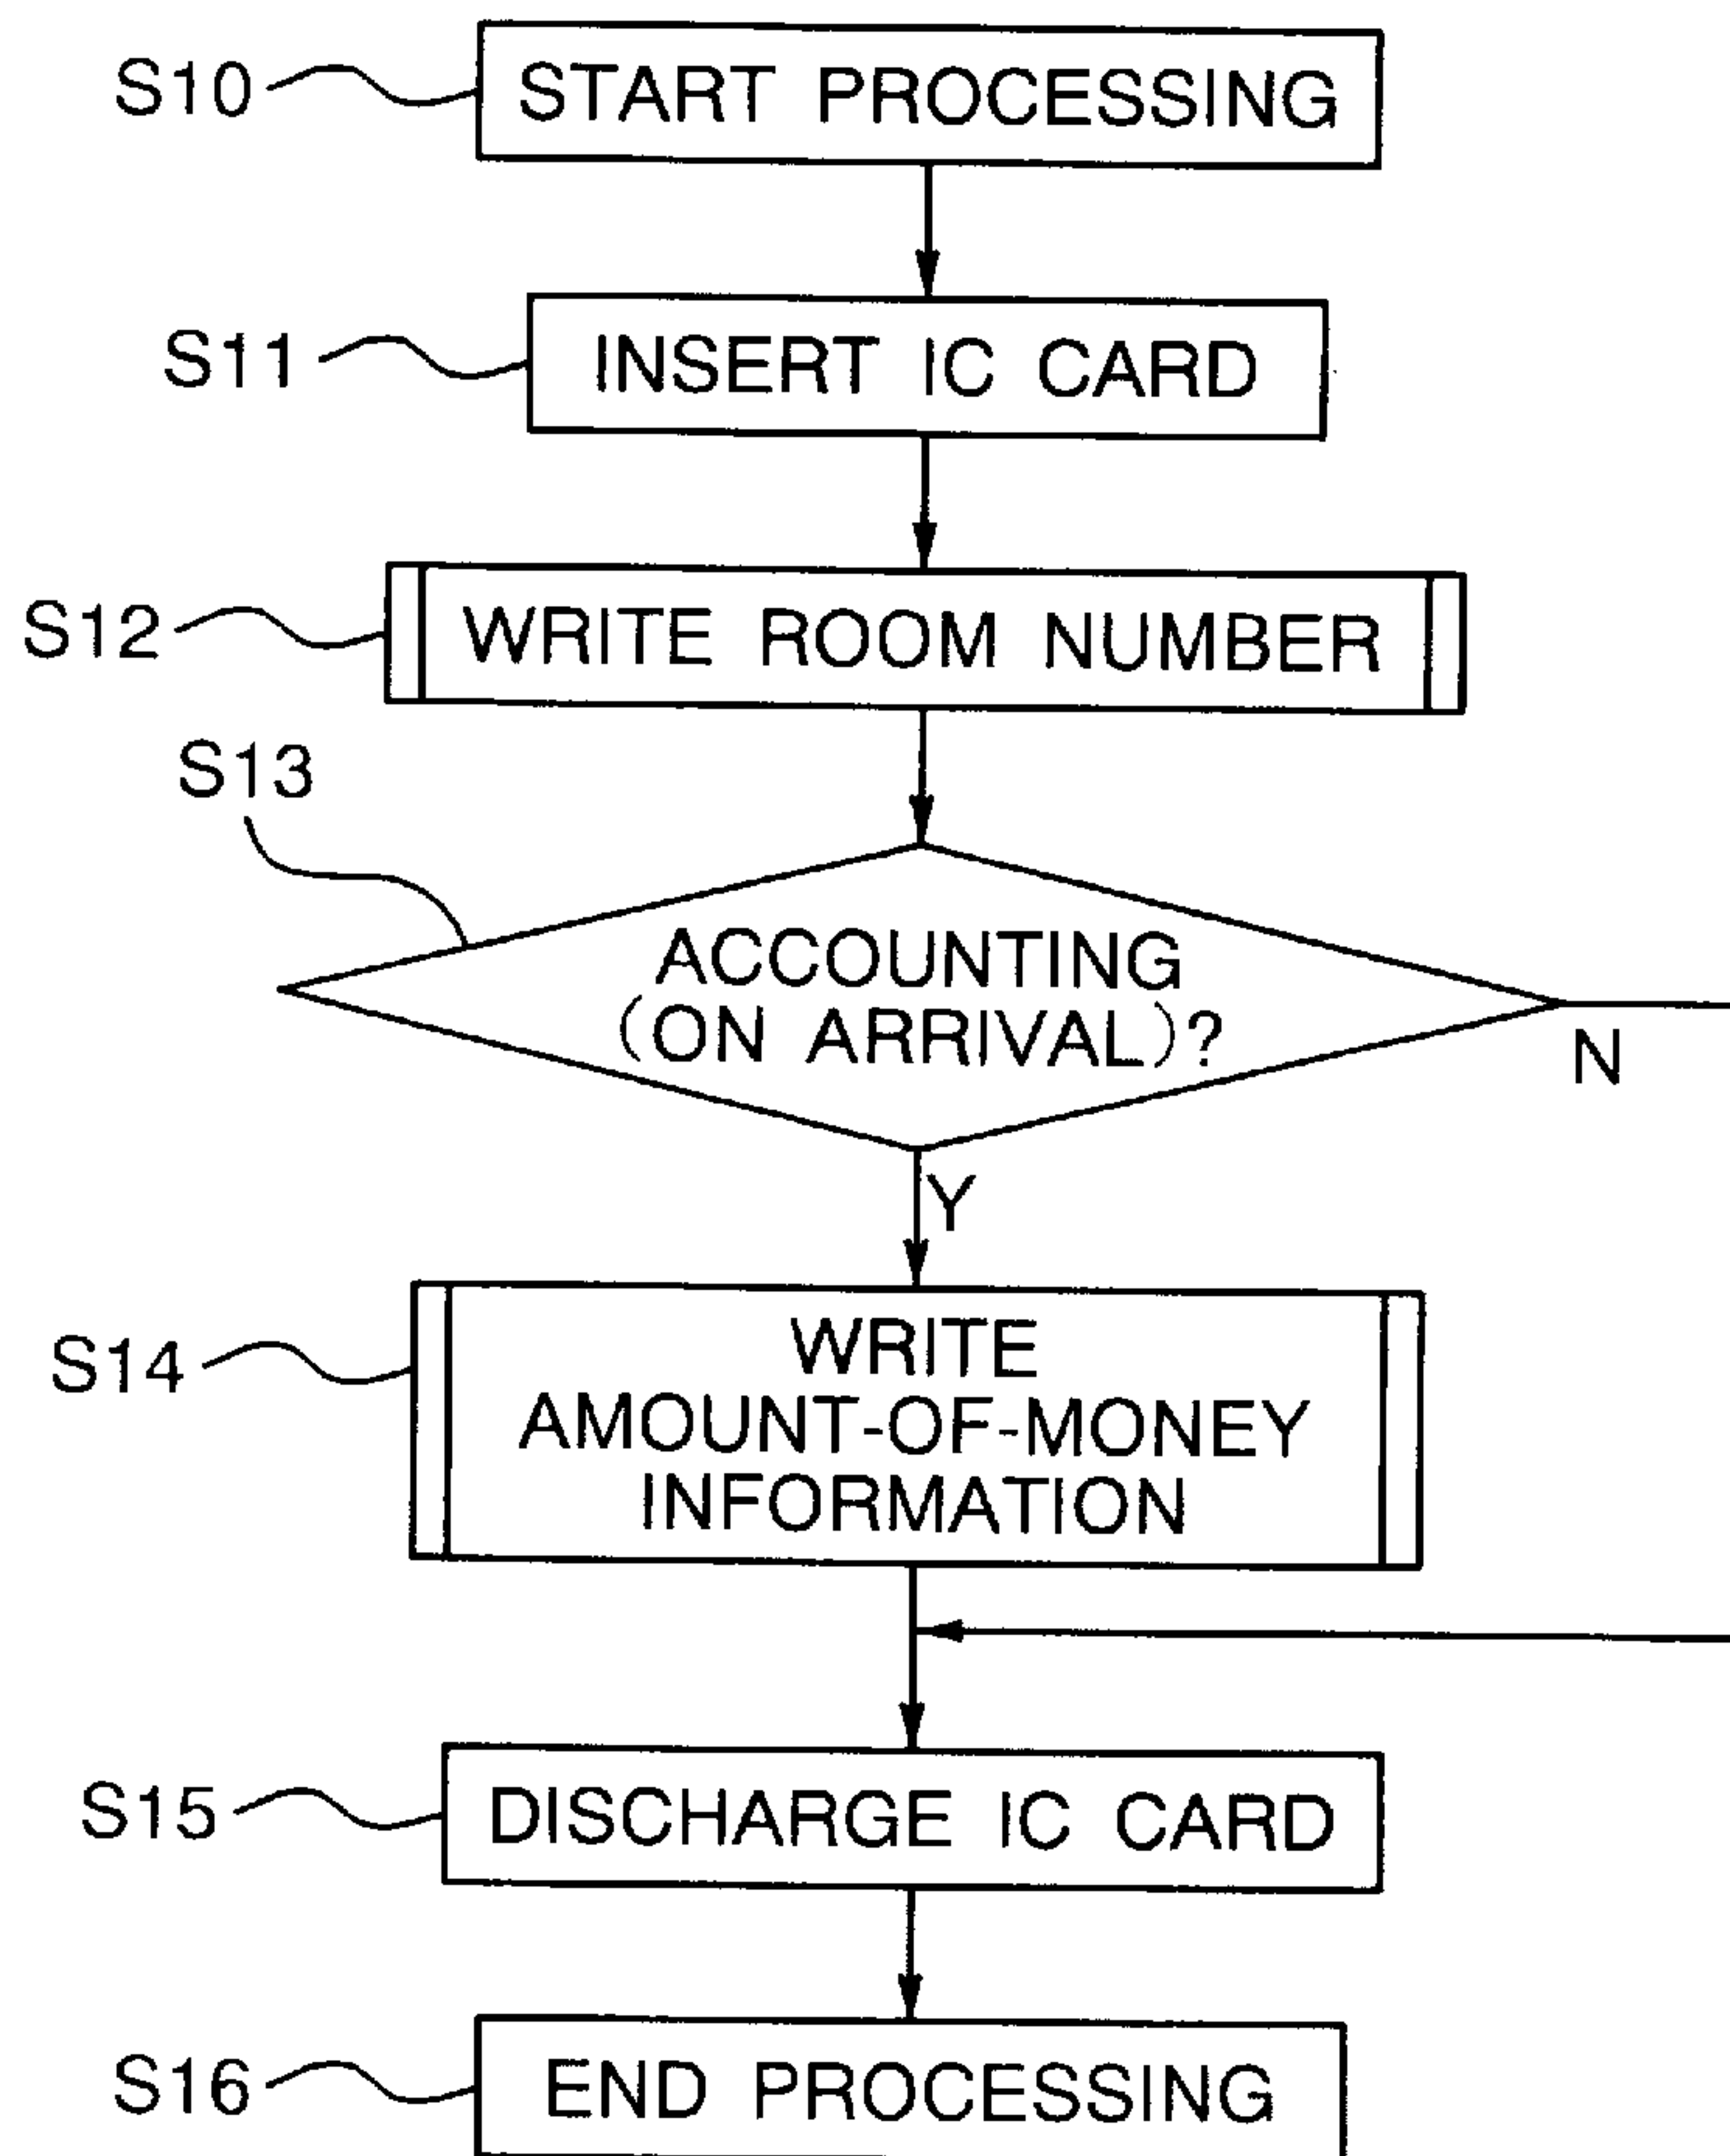 S10
START PROCESSING
S11
INSERT IC CARD
S12
WRITE ROOM NUMBER
S13
ACCOUNTING
(ON ARRIVAL)?
N
Y
S14
WRITE
AMOUNT-OF-MONEY
INFORMATION
S15
DISCHARGE IC CARD
S16
END PROCESSING